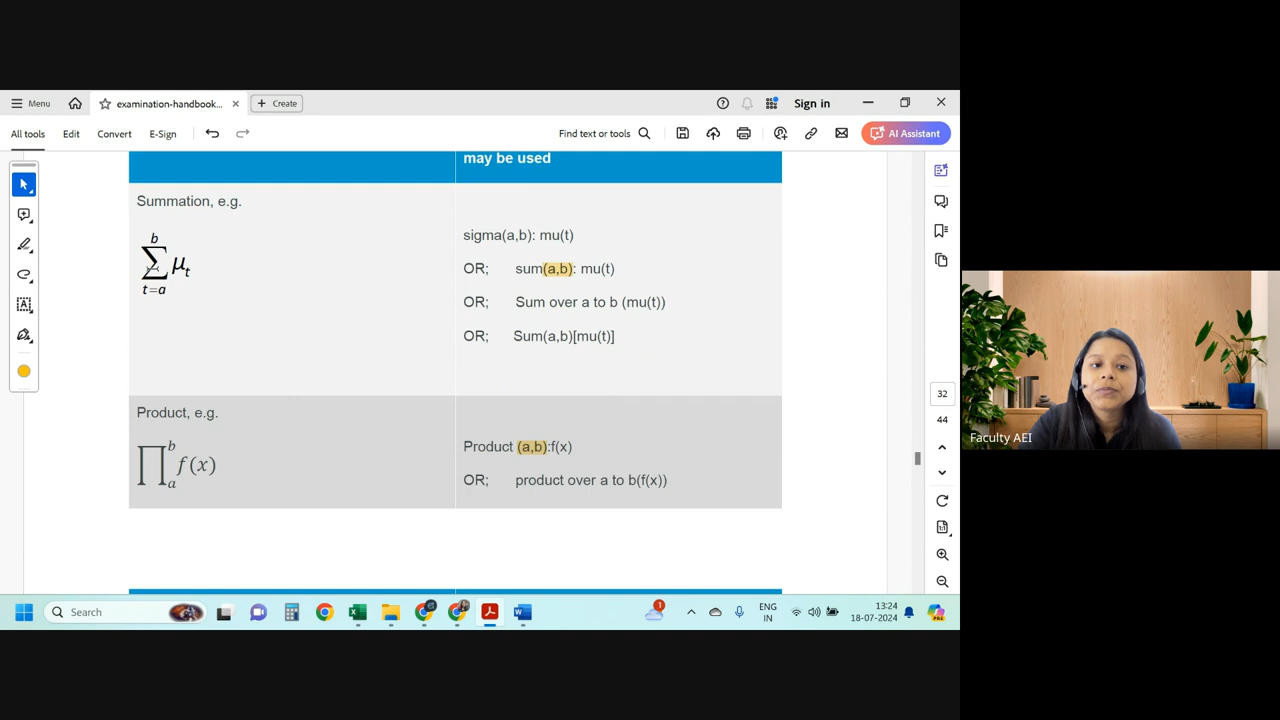 Menu
examination-handbook...
Create
Sign in
All tools
Edit
Convert
E-Sign
Find text or tools
AI Assistant
may be used
Summation, e.g.
b
∑ μt
t=a
sigma(a,b): mu(t)
OR; sum(a,b): mu(t)
OR; Sum over a to b (mu(t))
OR; Sum(a,b)[mu(t)]
Product, e.g.
∏ b
f(x)
a
Product (a,b):f(x)
OR; product over a to b(f(x))
32
44
Faculty AEI
Search
1
ENG
IN
13:24
18-07-2024